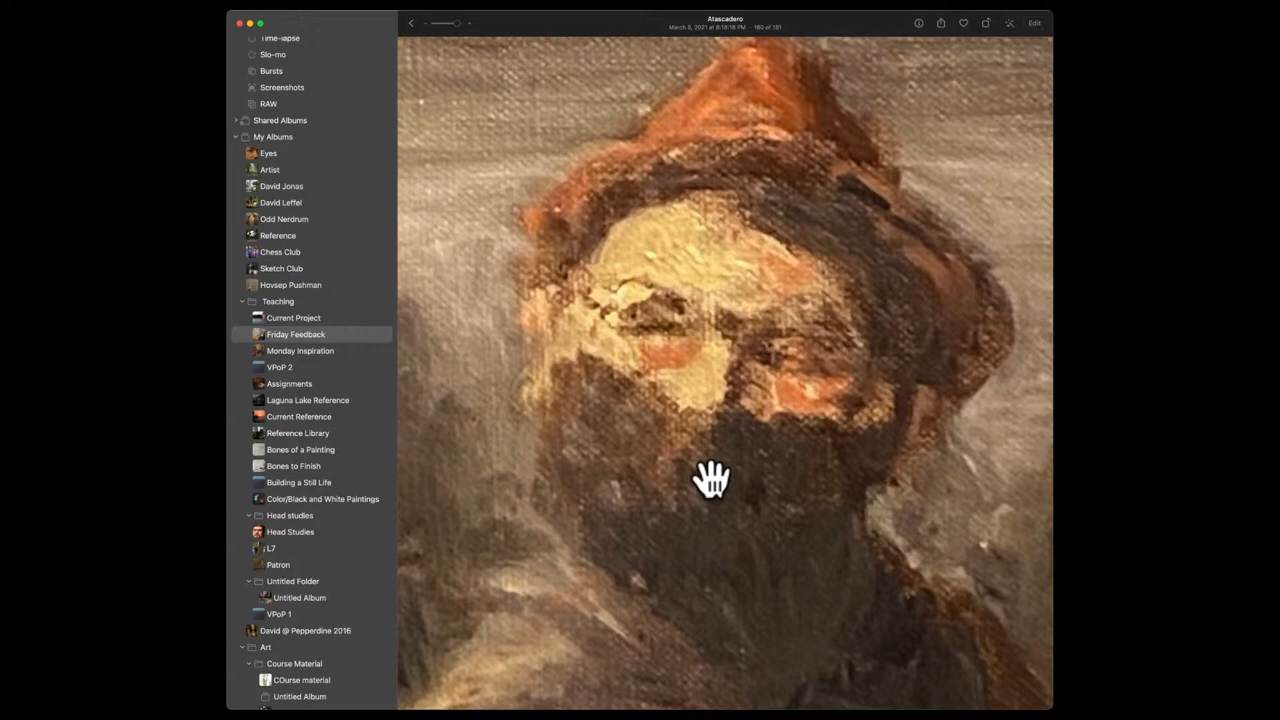 Atascadero
March 6, 2021 at 8:18:18 PM - 160 of 181
Edit
Time-lapse
Slo-mo
Bursts
Screenshots
RAW
Shared Albums
My Albums
Eyes
Artist
David Jonas
David Leffel
Odd Nerdrum
Reference
Chess Club
Sketch Club
Hovsep Pushman
Teaching
Current Project
Friday Feedback
Monday Inspiration
VPoP 2
Assignments
Laguna Lake Reference
Current Reference
Reference Library
Bones of a Painting
Bones to Finish
Building a Still Life
Color/Black and White Paintings
Head studies
Head Studies
L7
Patron
Untitled Folder
Untitled Album
VPoP 1
David @ Pepperdine 2016
Art
Course Material
COurse material
Untitled Album